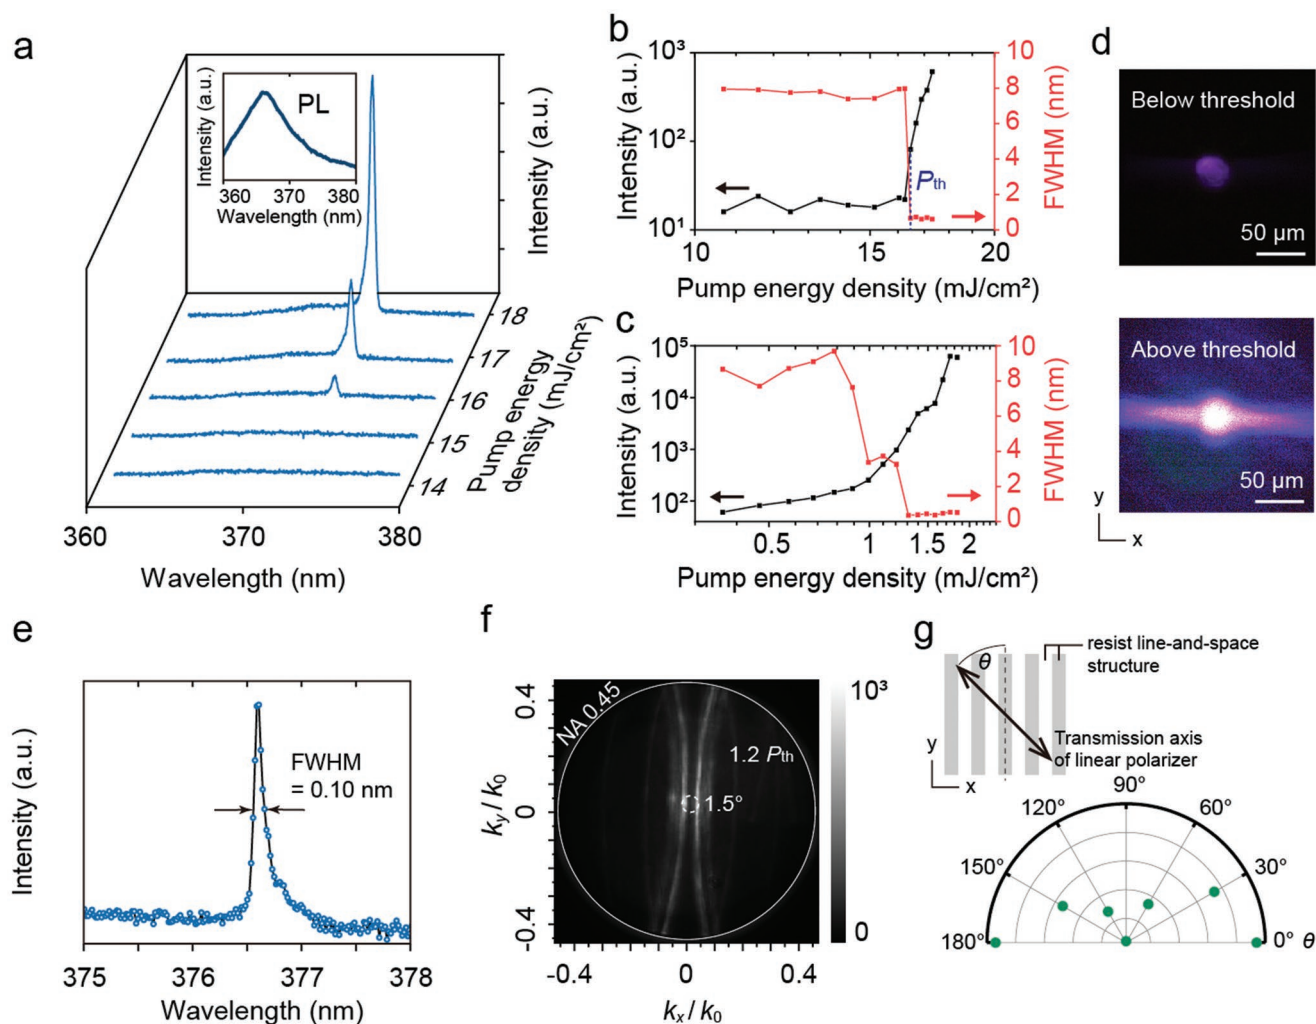 a
Intensity (a.u.)
PL
360
370
380
Wavelength (nm)
Intensity (a.u.)
18
17
16
15
14
Pump energy
density (mJ/cm²)
360
370
380
Wavelength (nm)
b
Intensity (a.u.)
10³
10²
10¹
10
15
20
Pump energy density (mJ/cm²)
Pth
10
8
6
4
2
0
FWHM (nm)
c
Intensity (a.u.)
10⁵
10⁴
10³
10²
0.5
1
1.5
2
Pump energy density (mJ/cm²)
10
8
6
4
2
0
FWHM (nm)
d
Below threshold
50 µm
Above threshold
50 µm
y
x
e
Intensity (a.u.)
FWHM
= 0.10 nm
375
376
377
378
Wavelength (nm)
f
NA 0.45
1.2 Pth
1.5°
ky / k0
0.4
0
-0.4
-0.4
0
0.4
kx / k0
10³
0
g
θ
resist line-and-space
structure
Transmission axis
of linear polarizer
y
x
90°
120°
60°
150°
30°
180°
0° θ